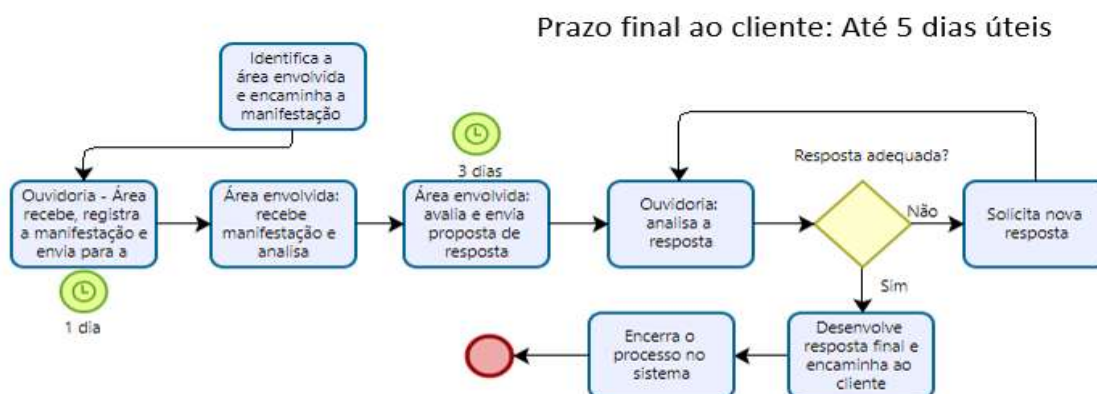 Prazo final ao cliente: Até 5 dias úteis
Identifica a
área envolvida
e encaminha a
manifestação
Ouvidoria - Área
recebe, registra
a manifestação e
envia para a
1 dia
Área envolvida:
recebe
manifestação e
analisa
3 dias
Área envolvida:
avalia e envia
proposta de
resposta
Ouvidoria:
analisa a
resposta
Resposta adequada?
Não
Solicita nova
resposta
Sim
Desenvolve
resposta final e
encaminha ao
cliente
Encerra o
processo no
sistema